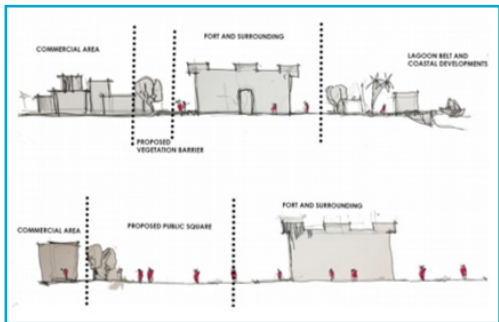 COMMERCIAL AREA
FORT AND SURROUNDING
LAGOON BELT AND
COASTAL DEVELOPMENTS
PROPOSED
VEGETATION BARRIER
COMMERCIAL AREA
PROPOSED PUBLIC SQUARE
FORT AND SURROUNDING